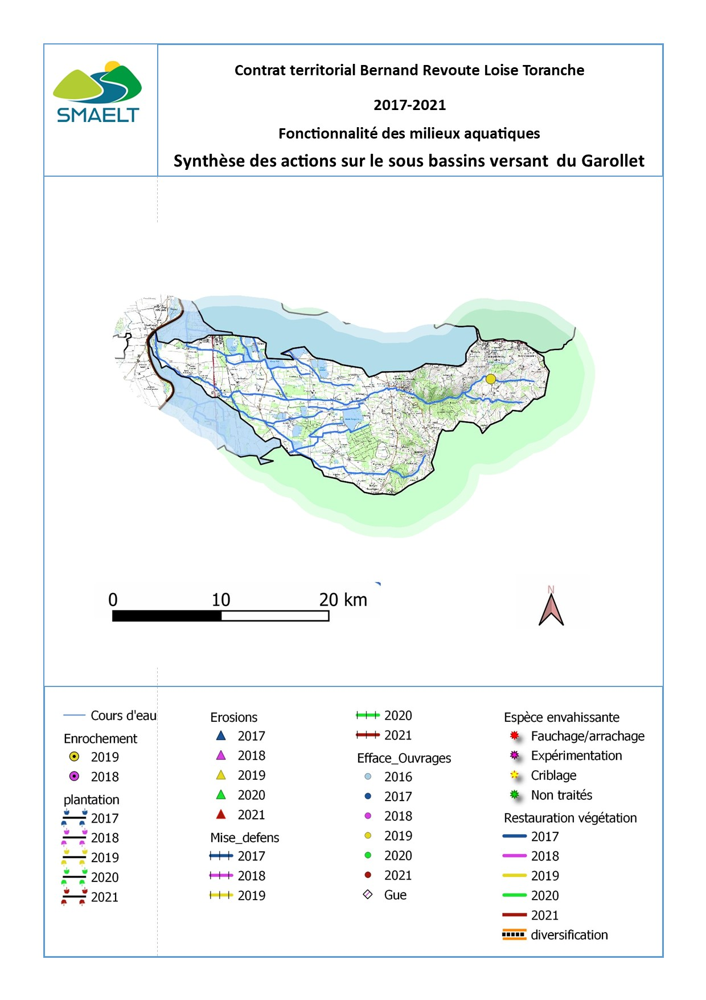 SMAELT
Contrat territorial Bernand Revoute Loise Toranche
2017-2021
Fonctionnalité des milieux aquatiques
Synthèse des actions sur le sous bassins versant du Garollet
0 10 20 km
N
Cours d'eau
Enrochement
2019
2018
plantation
2017
2018
2019
2020
2021
Erosions
2017
2018
2019
2020
2021
Mise_defens
2017
2018
2019
2020
2021
Efface_Ouvrages
2016
2017
2018
2019
2020
2021
Gue
Espèce envahissante
Fauchage/arrachage
Expérimentation
Criblage
Non traités
Restauration végétation
2017
2018
2019
2020
2021
diversification